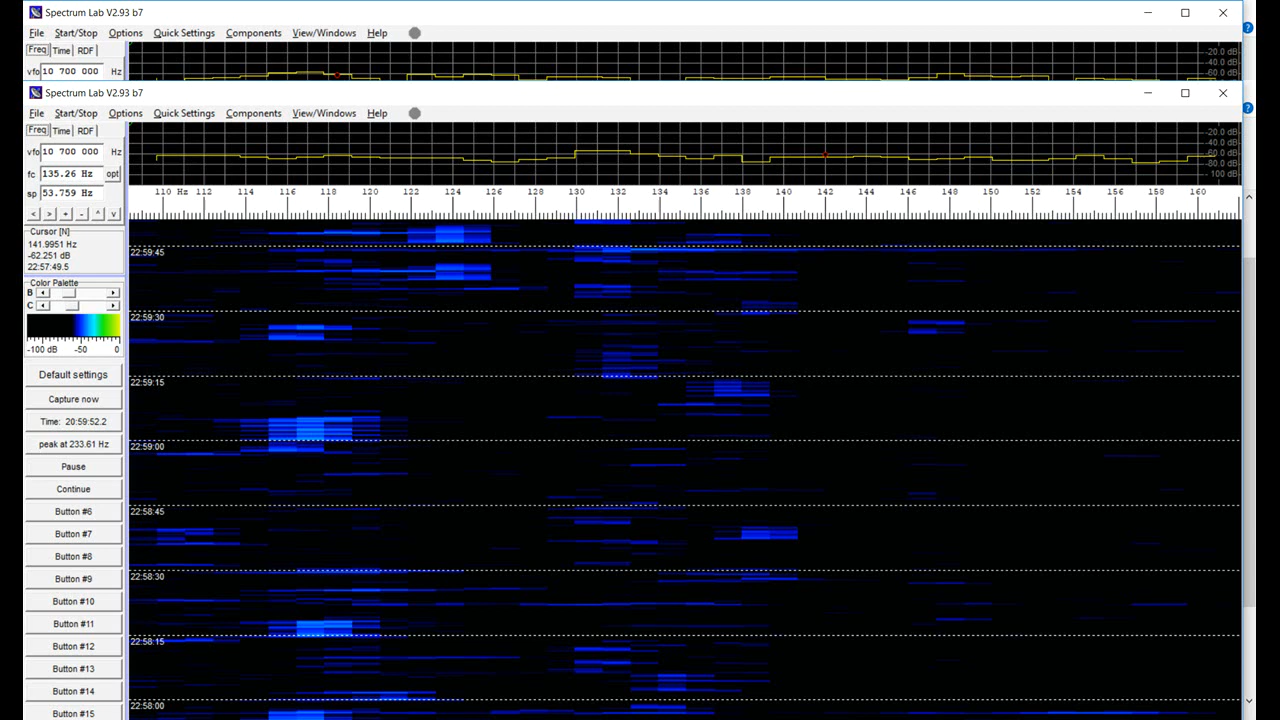 Spectrum Lab V2.93 b7
File Start/Stop Options Quick Settings Components View/Windows Help
Freq Time RDF
-20.0 dB
-40.0 dB
vfo 10 700 000 Hz
-60.0 dB
Spectrum Lab V2.93 b7
File Start/Stop Options Quick Settings Components View/Windows Help
Freq Time RDF
-20.0 dB
-40.0 dB
vfo 10 700 000 Hz
-60.0 dB
fc 135.26 Hz opt
-80.0 dB
-100 dB
sp 53.759 Hz
110 Hz 112 114 116 118 120 122 124 126 128 130 132 134 136 138 140 142 144 146 148 150 152 154 156 158 160
< > + - ^ v
Cursor [N]
141.9951 Hz
-62.251 dB
22:57:49.5
Color Palette
B
C
-100 dB -50 0
Default settings
Capture now
Time: 20:59:52.2
peak at 233.61 Hz
Pause
Continue
Button #6
Button #7
Button #8
Button #9
Button #10
Button #11
Button #12
Button #13
Button #14
Button #15
22:59:45
22:59:30
22:59:15
22:59:00
22:58:45
22:58:30
22:58:15
22:58:00